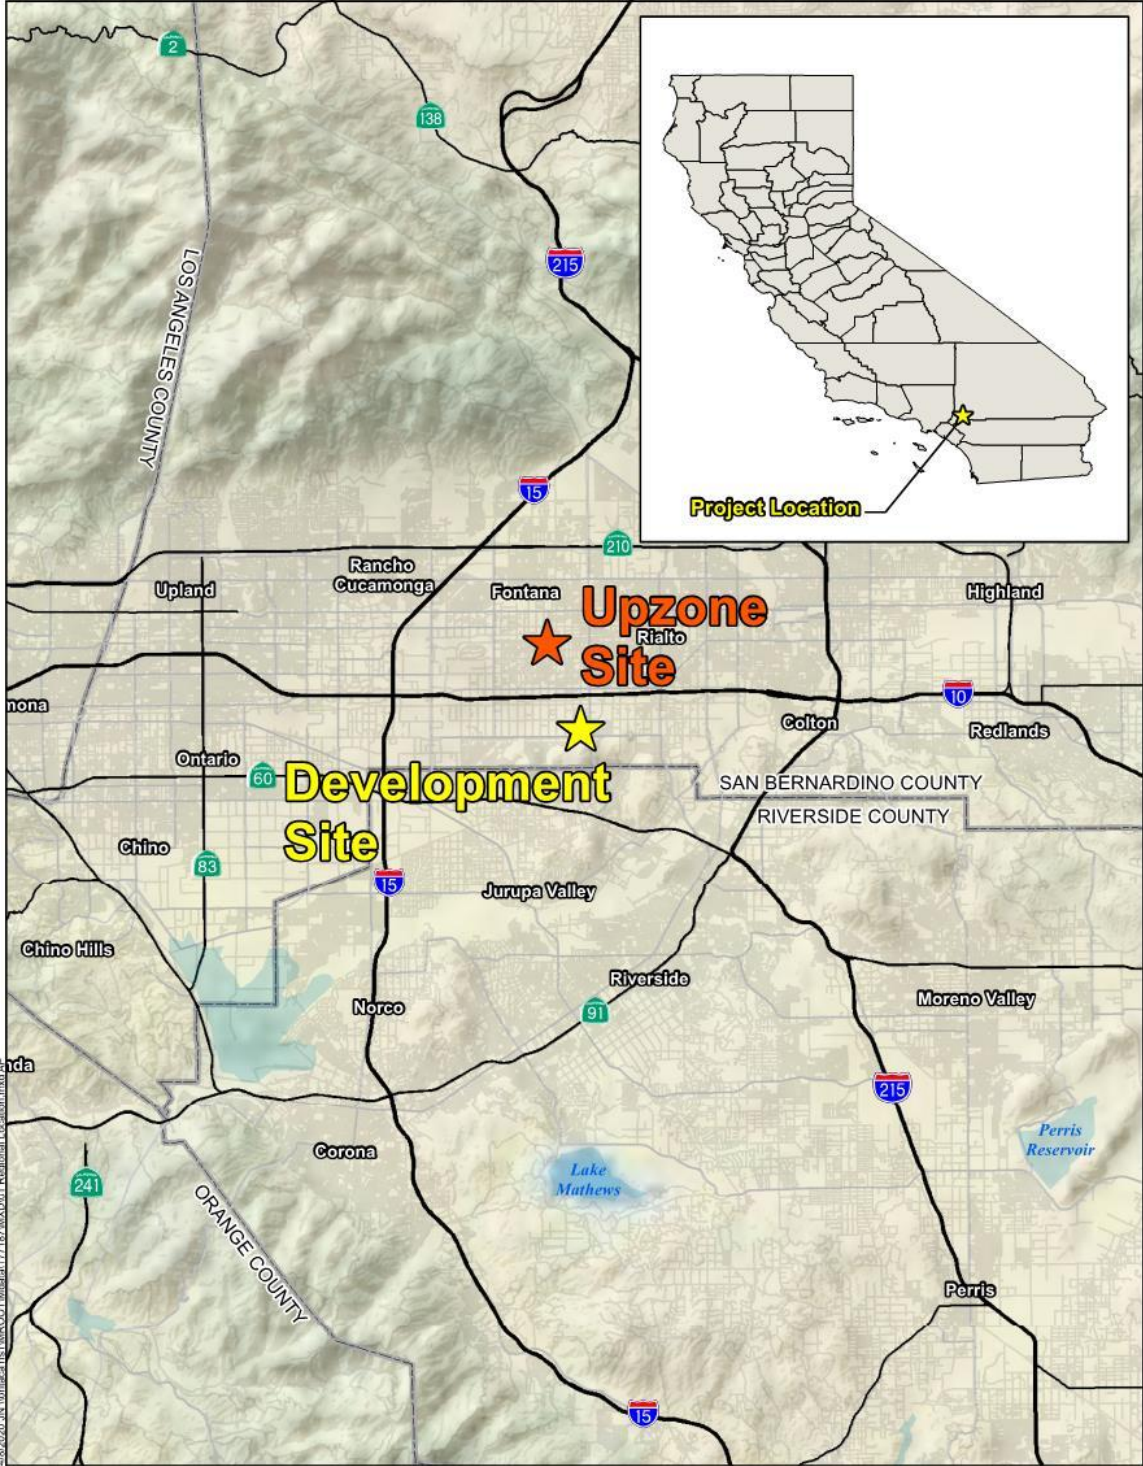 2
138
215
LOS ANGELES COUNTY
Project Location
15
210
Upland
Rancho
Cucamonga
Fontana
Highland
Upzone
Site
Rialto
10
mona
Colton
Redlands
Ontario
60
Development
Site
SAN BERNARDINO COUNTY
RIVERSIDE COUNTY
Chino
83
15
Jurupa Valley
Chino Hills
Riverside
Norco
91
Moreno Valley
nda
215
Perris
Reservoir
Corona
Lake
Mathews
241
ORANGE COUNTY
Perris
15